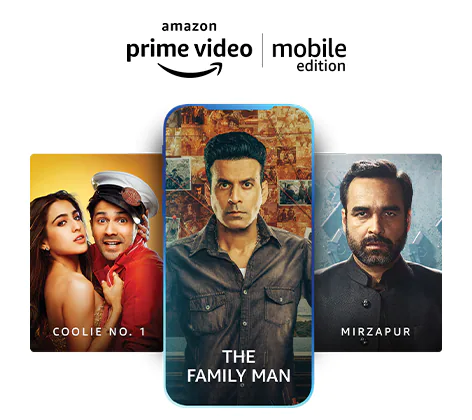 amazon
prime video | mobile
edition
COOLIE NO. 1
THE
FAMILY MAN
MIRZAPUR